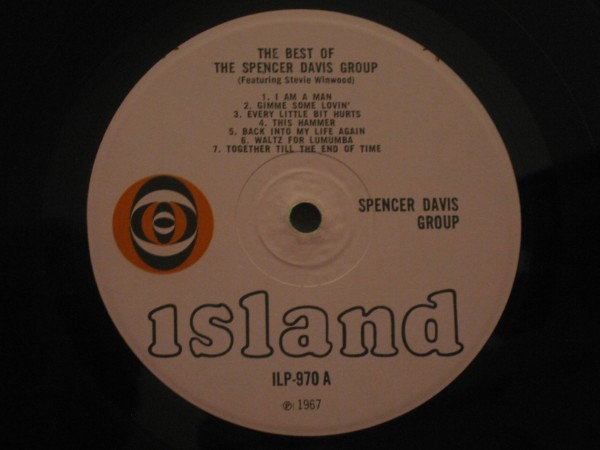 THE BEST OF
THE SPENCER DAVIS GROUP
(Featuring Stevie Winwood)
1. I AM A MAN
2. GIMME SOME LOVIN'
3. EVERY LITTLE BIT HURTS
4. THIS HAMMER
5. BACK INTO MY LIFE AGAIN
6. WALTZ FOR LUMUMBA
7. TOGETHER TILL THE END OF TIME
SPENCER DAVIS
GROUP
island
ILP-970 A
℗ 1967